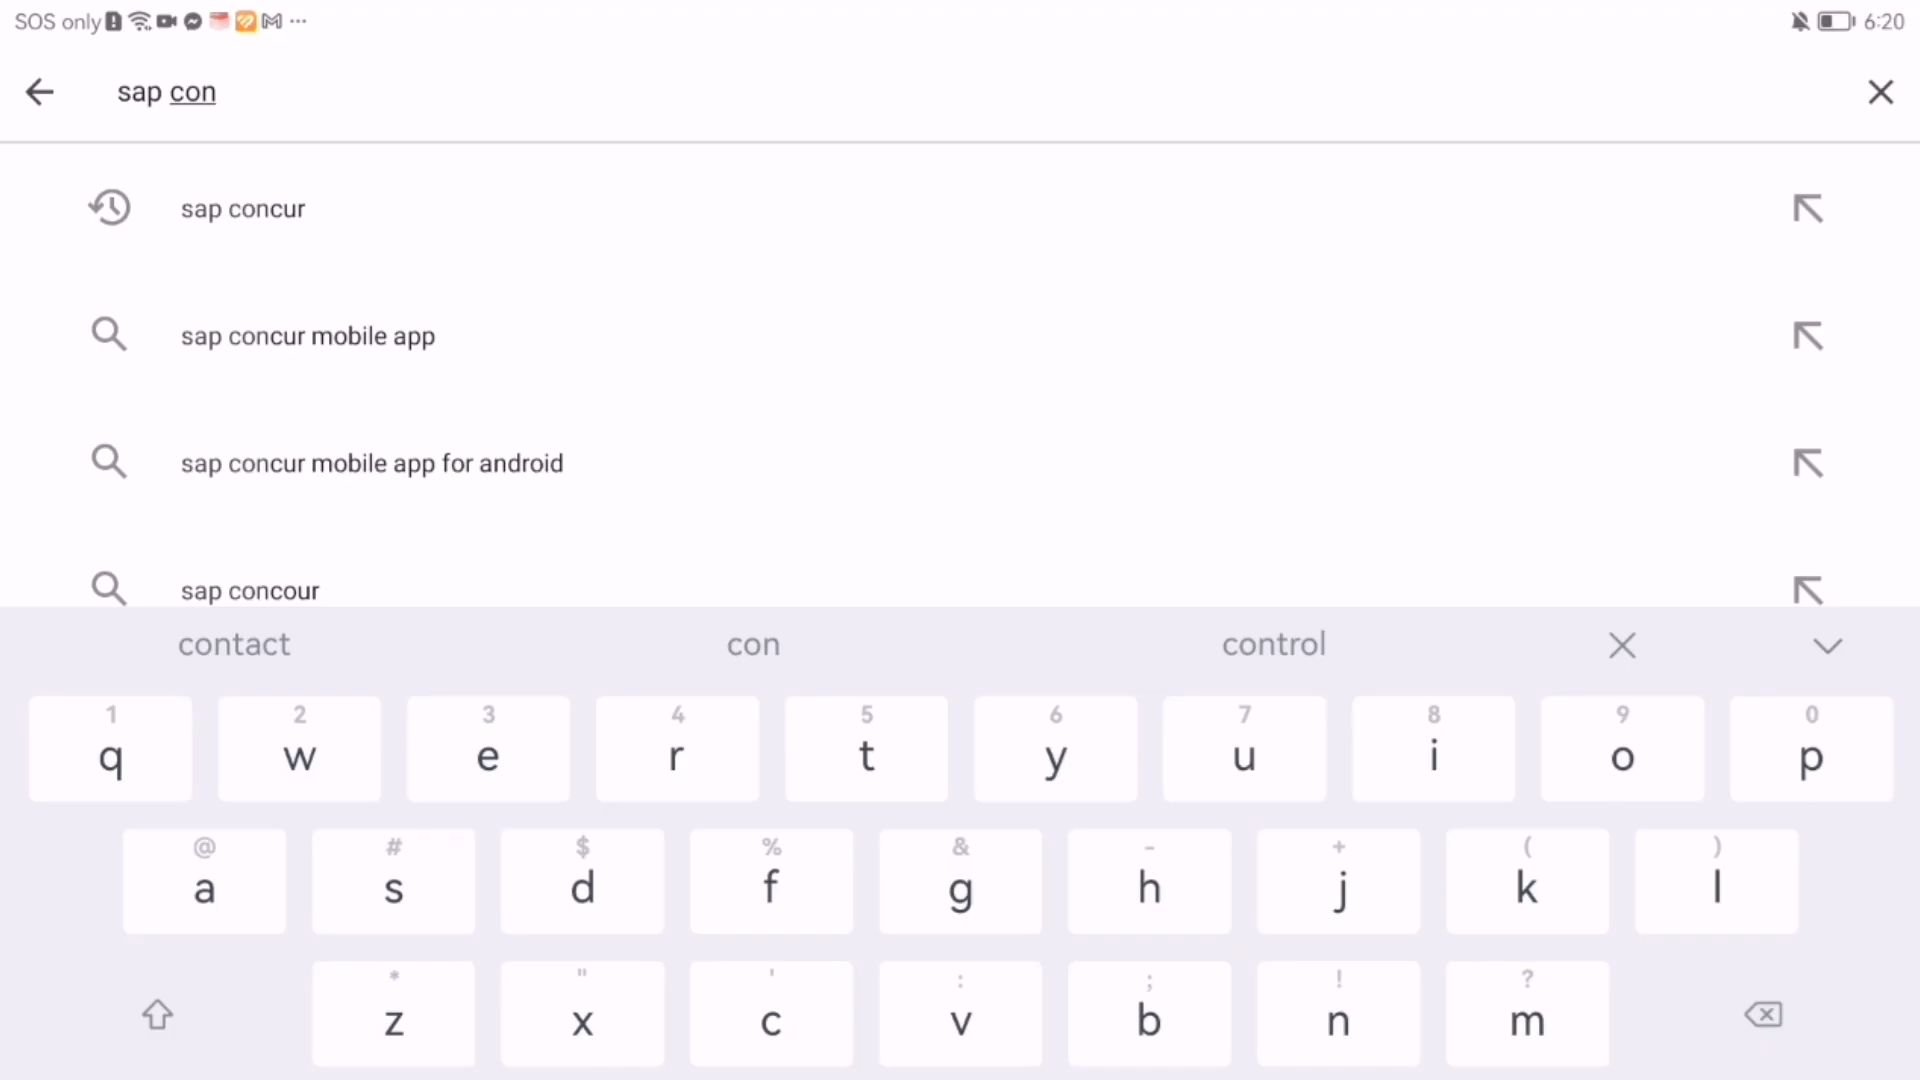 SOS only 6:20
sap con
sap concur
sap concur mobile app
sap concur mobile app for android
sap concour
contact con control
1 2 3 4 5 6 7 8 9 0
q w e r t y u i o p
@ # $ % & - + ( )
a s d f g h j k l
* " ' : ; ! ?
z x c v b n m